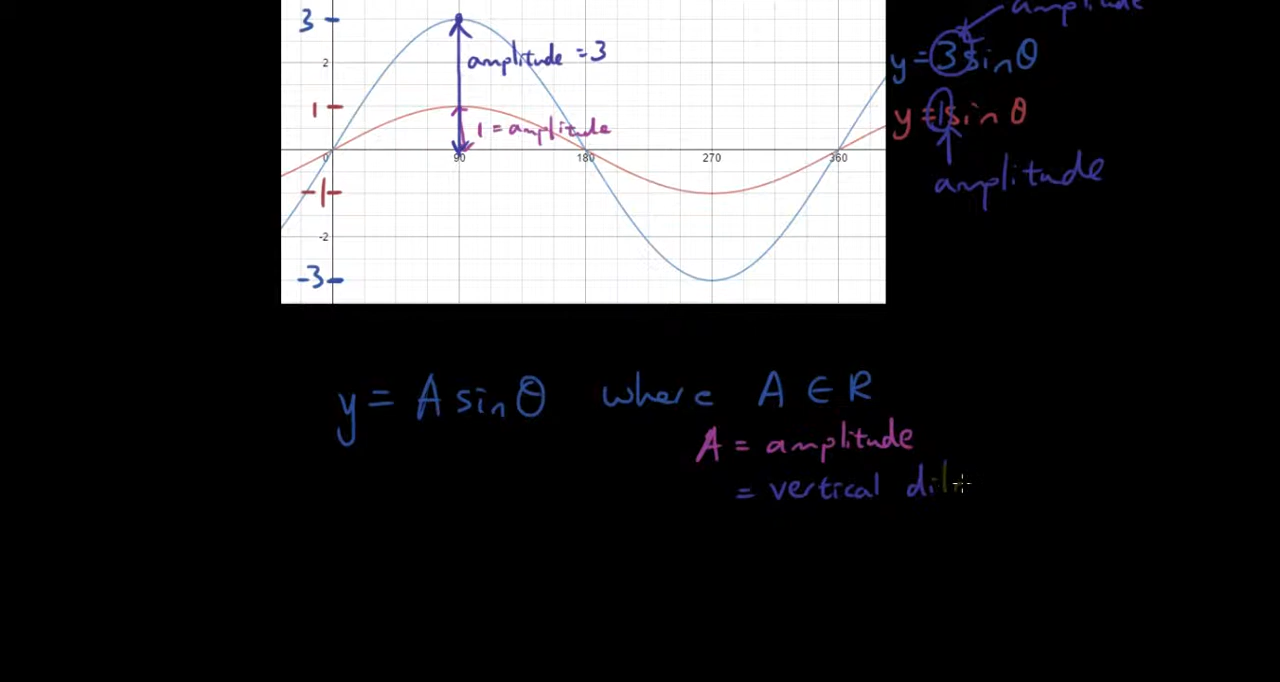 amplitude
3
y = 3 sin θ
2
amplitude = 3
1
y = 1 sin θ
1 = amplitude
0 90 180 270 360
amplitude
-1
-2
-3
y = A sin θ where A ∈ R
A = amplitude
= vertical dil